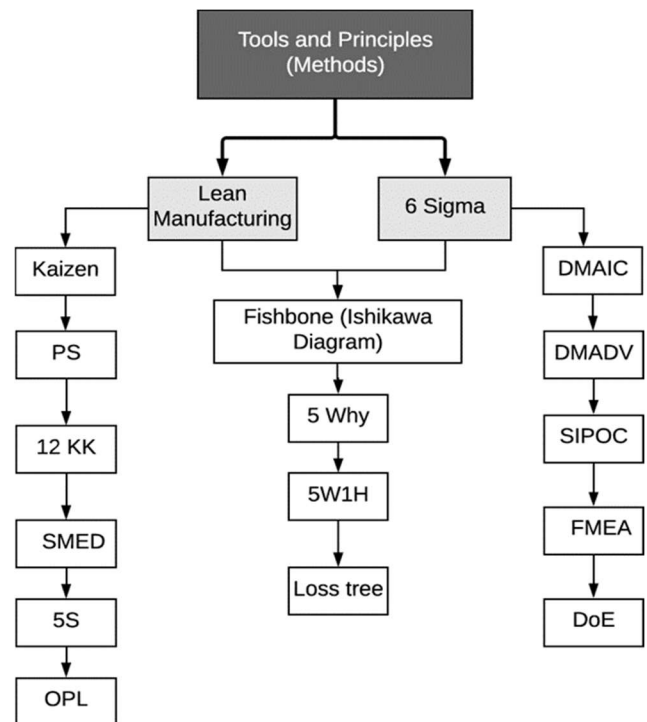 Tools and Principles
(Methods)
Lean
Manufacturing
6 Sigma
Kaizen
PS
12 KK
SMED
5S
OPL
Fishbone (Ishikawa
Diagram)
5 Why
5W1H
Loss tree
DMAIC
DMADV
SIPOC
FMEA
DoE